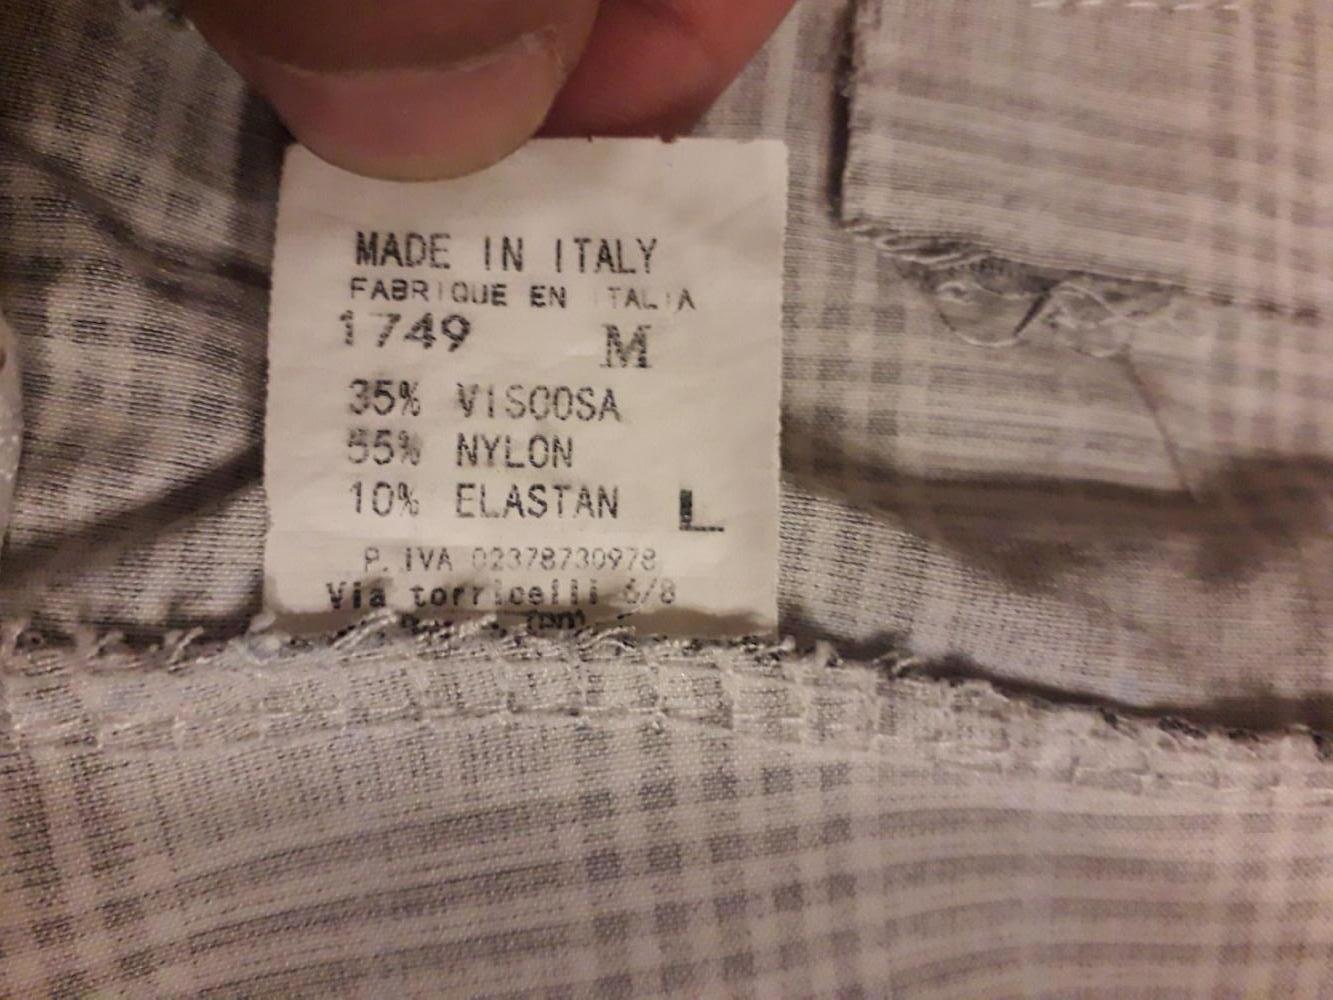 MADE IN ITALY
FABRIQUE EN ITALIA
1749 M
35% VISCOSA
55% NYLON
10% ELASTAN L
P. IVA 02378730978
Via torricelli 6/8